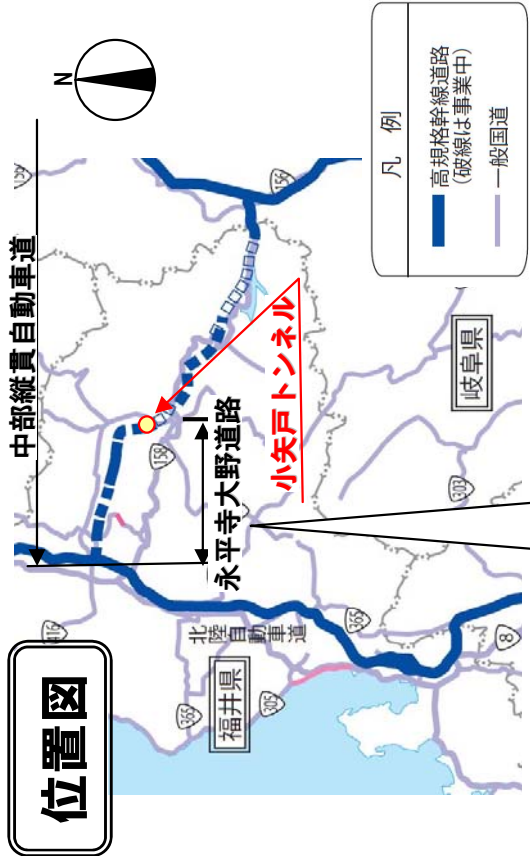 位置図
中部縦貫自動車道
N
416
158
156
永平寺大野道路
小矢戸トンネル
北陸自動車道
福井県
365
305
365
8
303
岐阜県
凡 例
高規格幹線道路
(破線は事業中)
一般国道